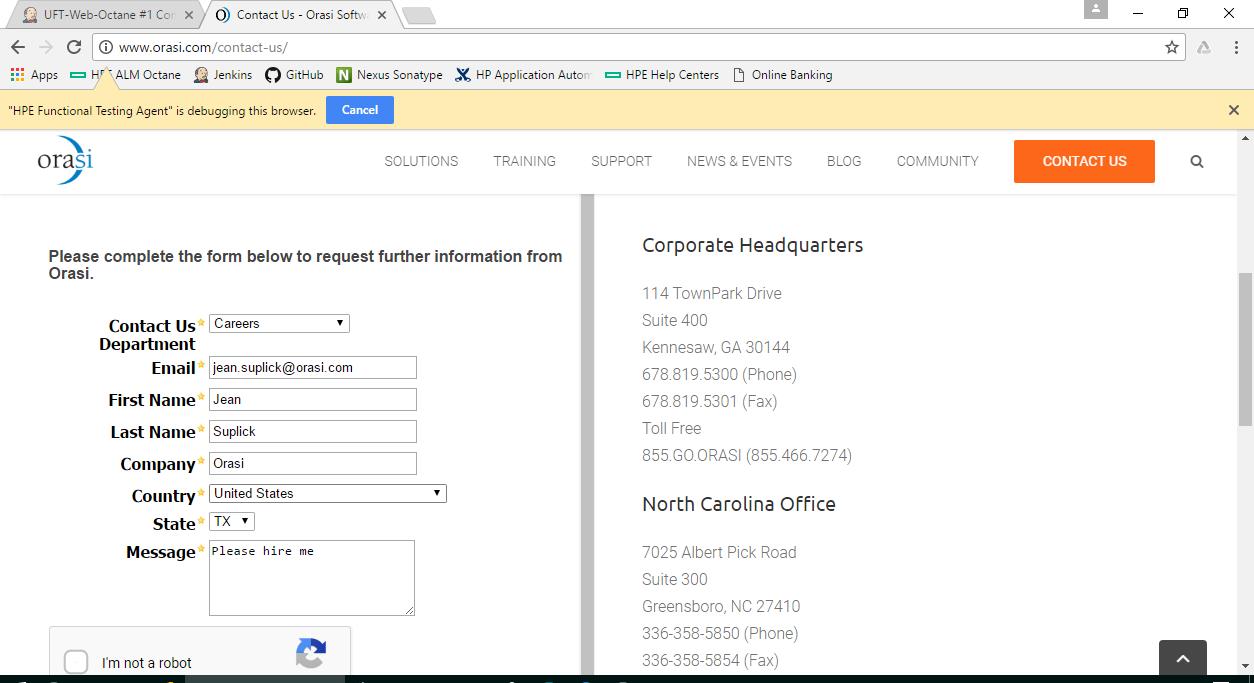 UFT-Web-Octane #1 Con
Contact Us - Orasi Softwa
www.orasi.com/contact-us/
Apps
HPE ALM Octane
Jenkins
GitHub
Nexus Sonatype
HP Application Autom
HPE Help Centers
Online Banking
"HPE Functional Testing Agent" is debugging this browser.
Cancel
orasi
SOLUTIONS
TRAINING
SUPPORT
NEWS & EVENTS
BLOG
COMMUNITY
CONTACT US
Please complete the form below to request further information from
Orasi.
Contact Us
Department
Careers
Email
jean.suplick@orasi.com
First Name
Jean
Last Name
Suplick
Company
Orasi
Country
United States
State
TX
Message
Please hire me
I'm not a robot
Corporate Headquarters
114 TownPark Drive
Suite 400
Kennesaw, GA 30144
678.819.5300 (Phone)
678.819.5301 (Fax)
Toll Free
855.GO.ORASI (855.466.7274)
North Carolina Office
7025 Albert Pick Road
Suite 300
Greensboro, NC 27410
336-358-5850 (Phone)
336-358-5854 (Fax)